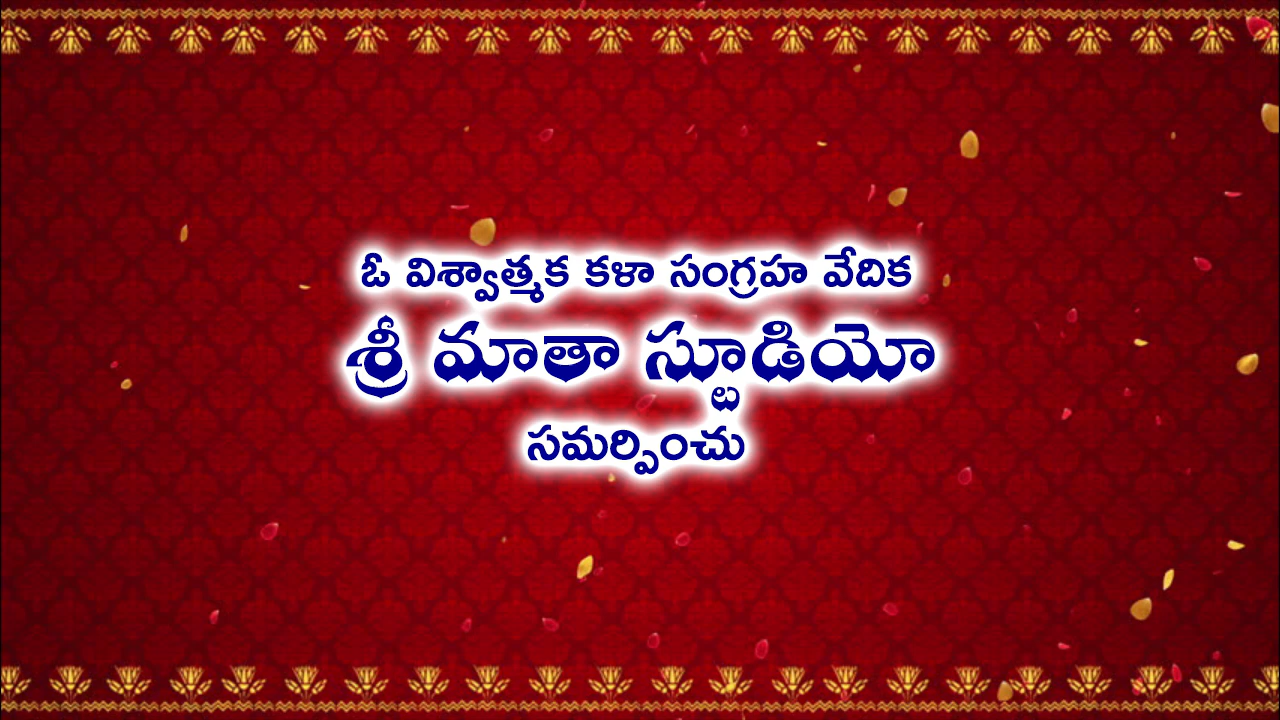 ఓ విశ్వాత్మక కళా సంగ్రహ వేదిక
శ్రీ మాతా స్టూడియో
సమర్పించు